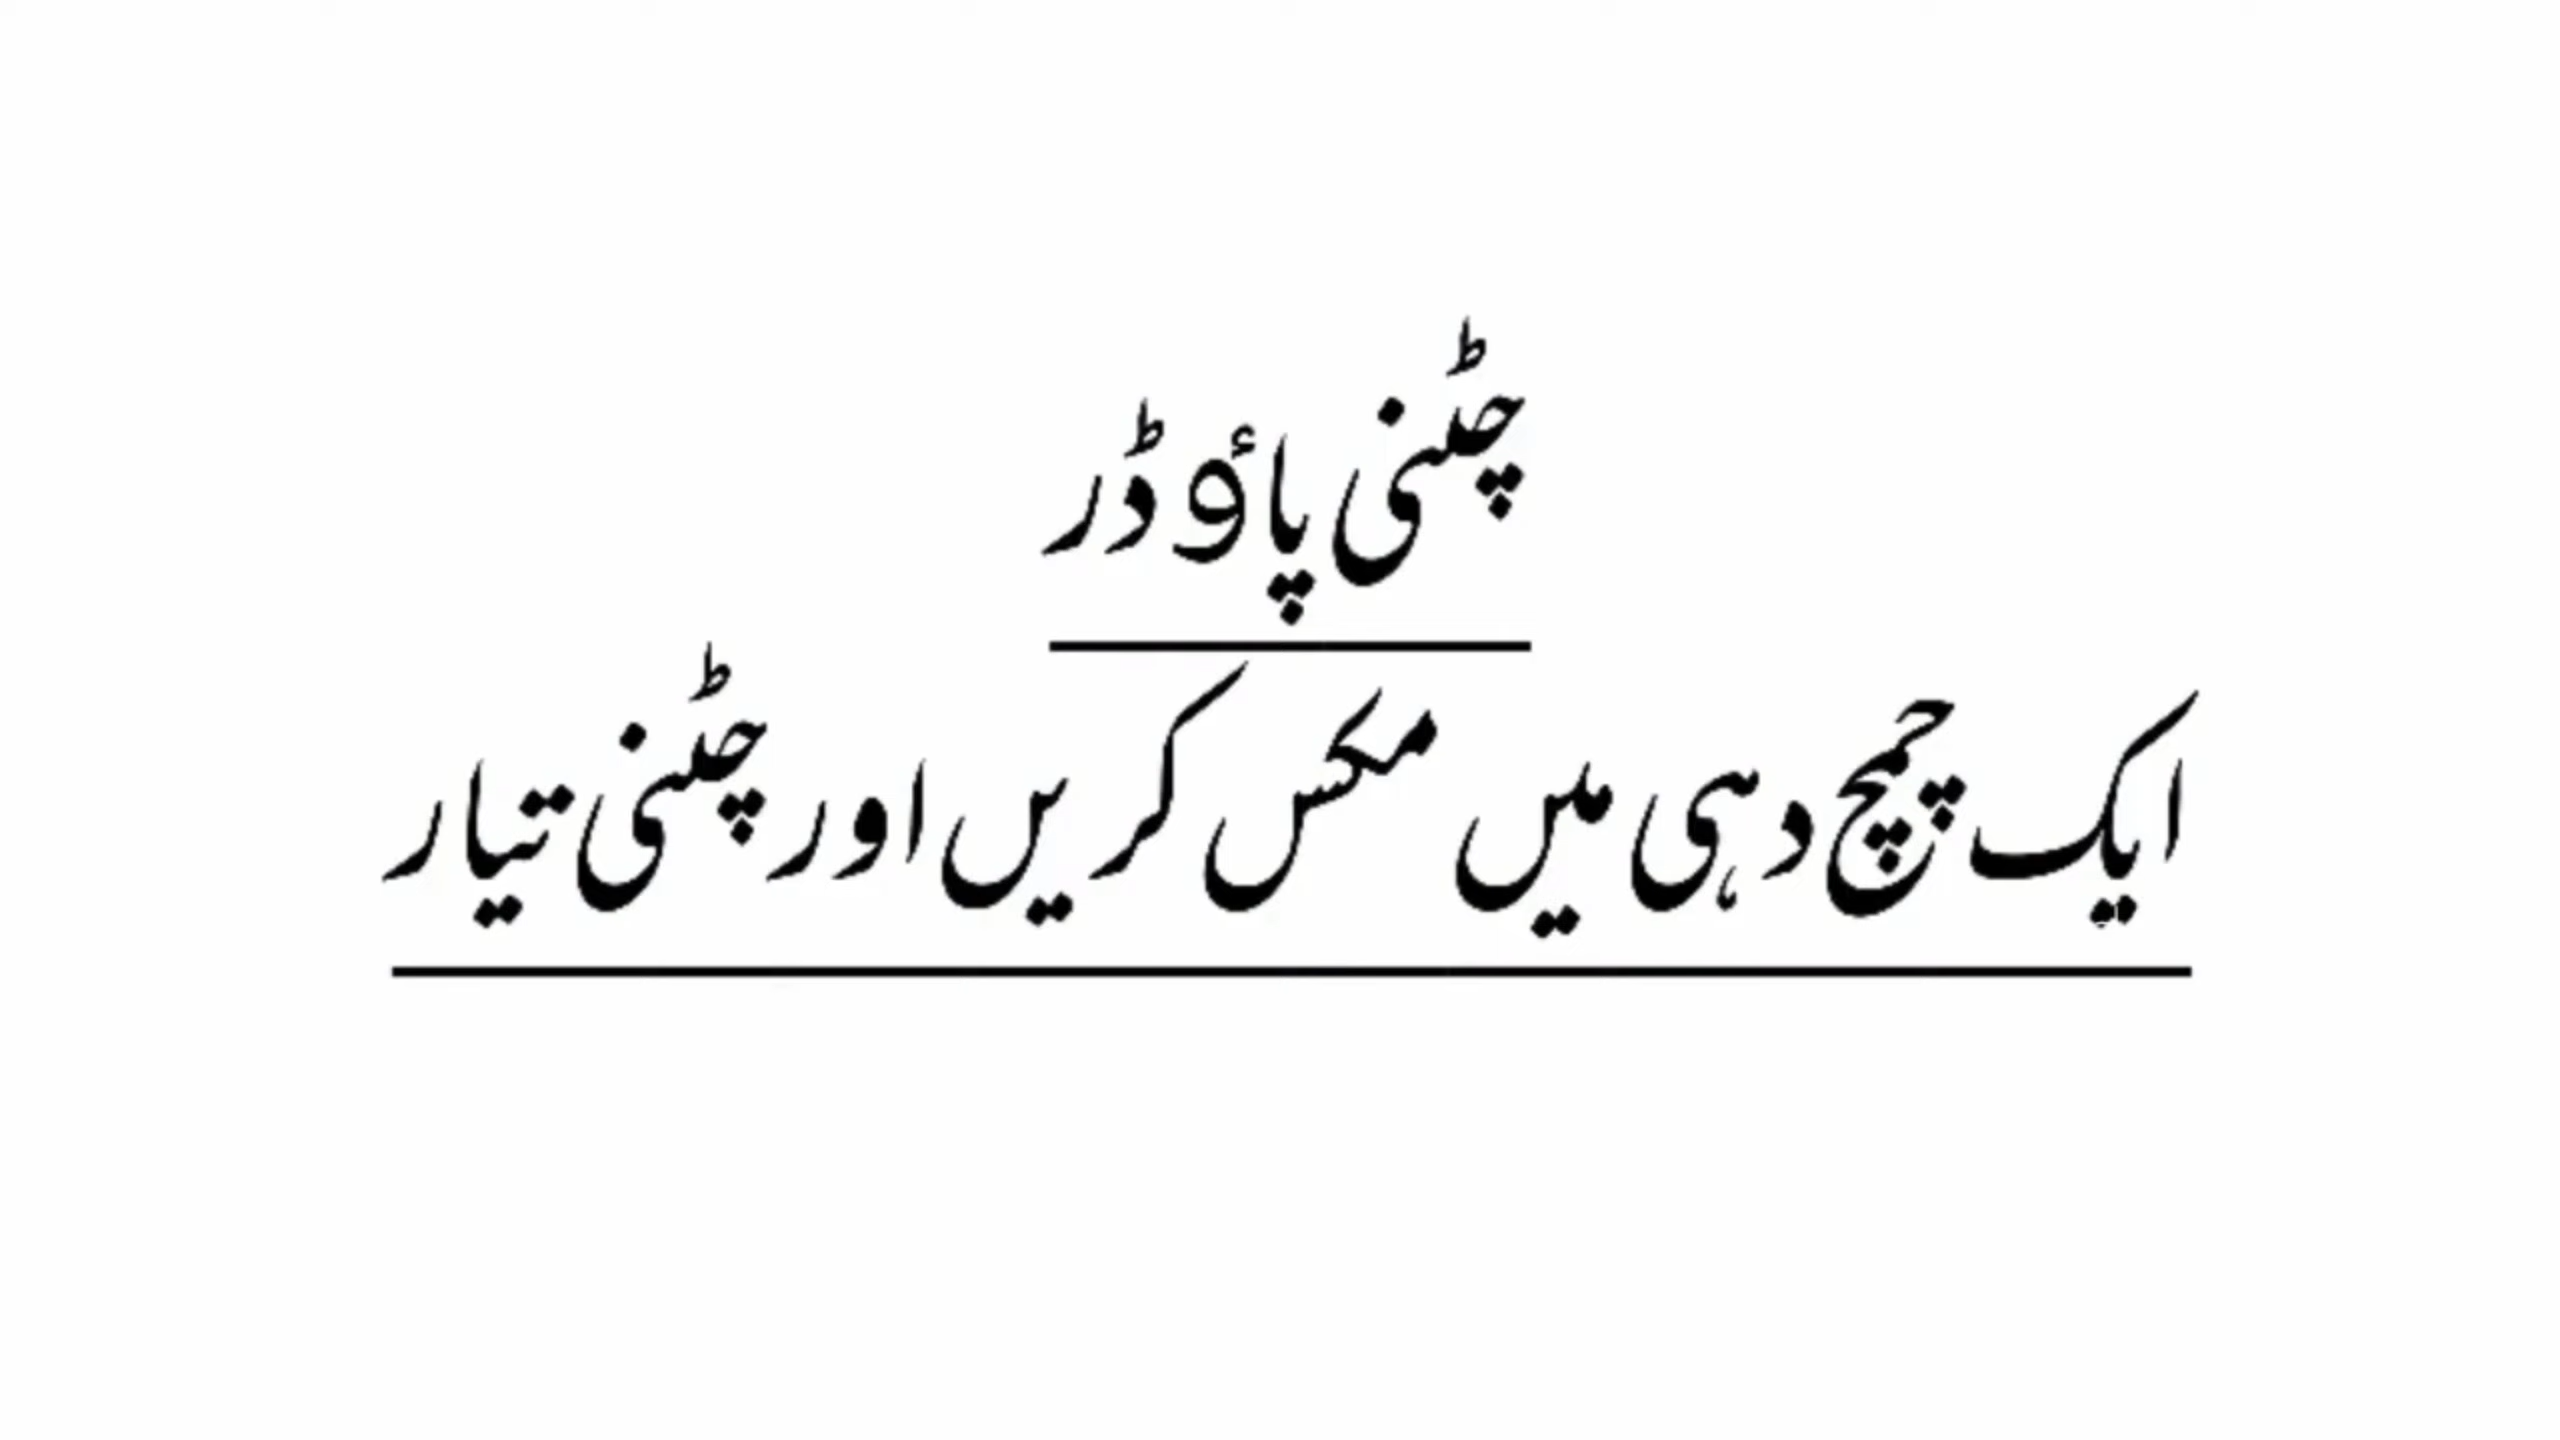 چٹنی پاؤڈر
ایک چمچ دہی میں مکس کریں اور چٹنی تیار